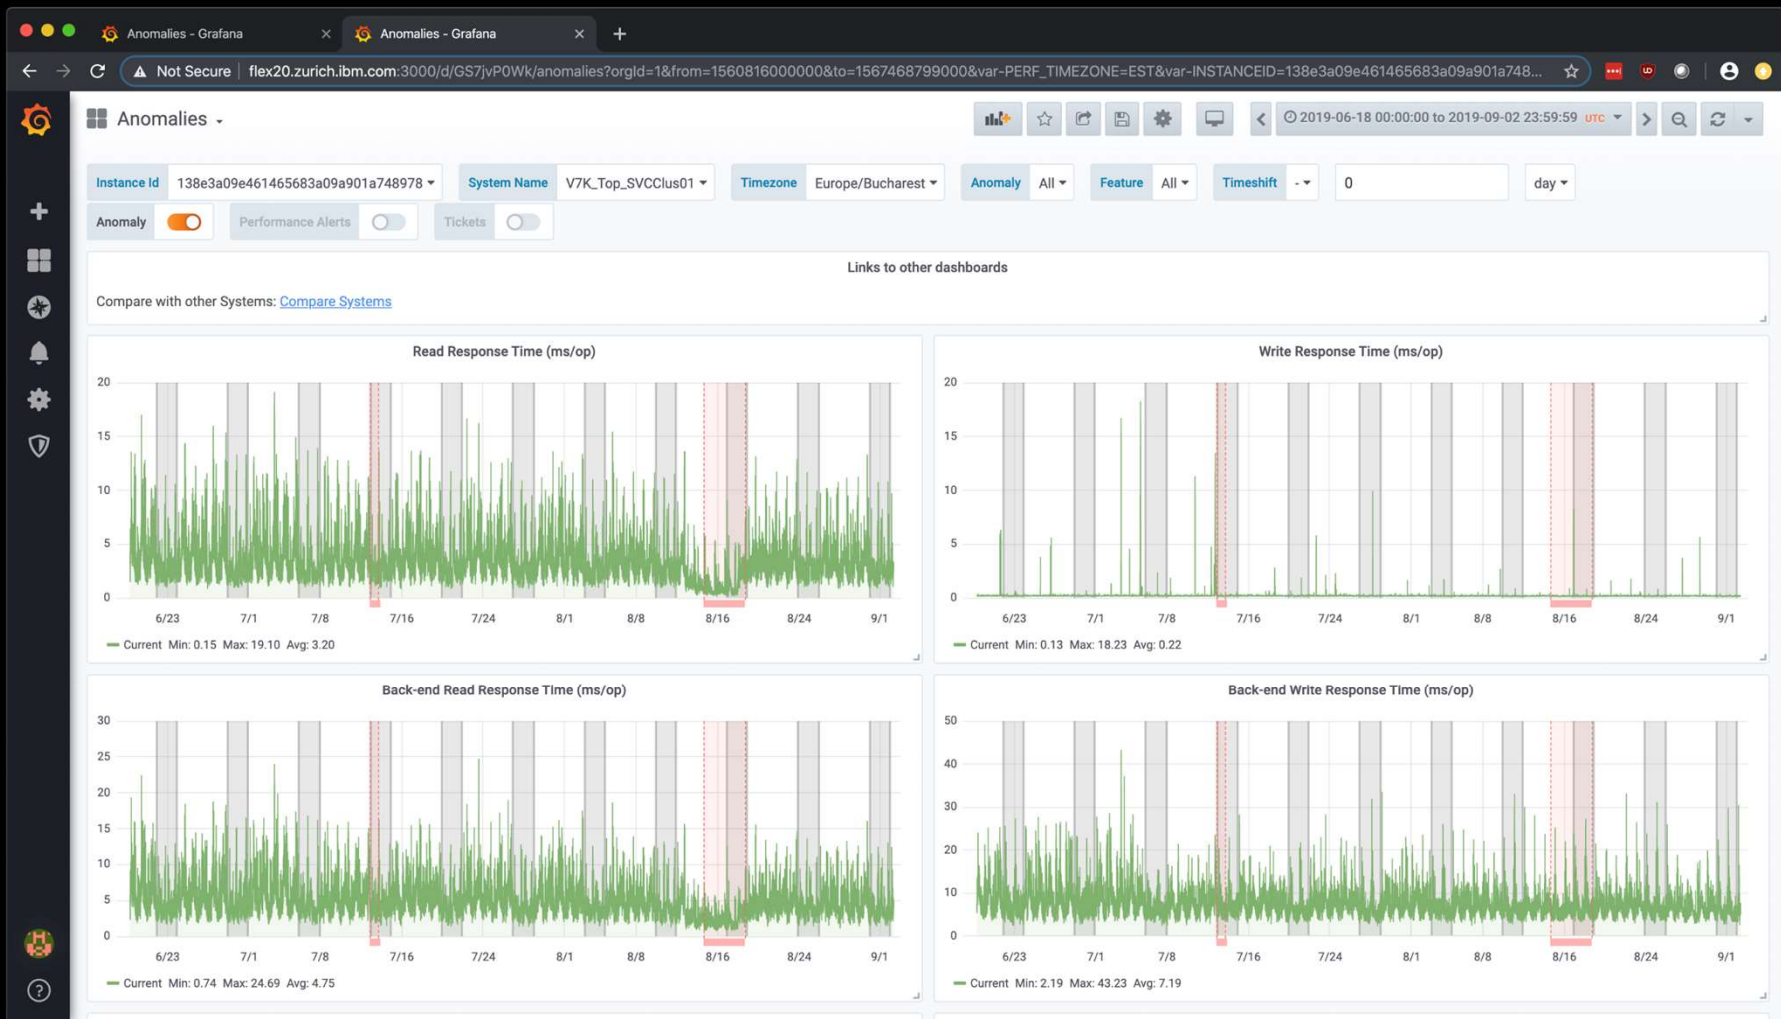 Anomalies - Grafana
Anomalies - Grafana
Not Secure flex20.zurich.ibm.com:3000/d/GS7jvP0Wk/anomalies?orgId=1&from=1560816000000&to=1567468799000&var-PERF_TIMEZONE=EST&var-INSTANCEID=138e3a09e461465683a09a901a748...
Anomalies
2019-06-18 00:00:00 to 2019-09-02 23:59:59 UTC
Instance Id 138e3a09e461465683a09a901a748978 System Name V7K_Top_SVCClus01 Timezone Europe/Bucharest Anomaly All Feature All Timeshift - 0 day
Anomaly Performance Alerts Tickets
Links to other dashboards
Compare with other Systems: Compare Systems
Read Response Time (ms/op)
20
15
10
5
0
6/23 7/1 7/8 7/16 7/24 8/1 8/8 8/16 8/24 9/1
Current Min: 0.15 Max: 19.10 Avg: 3.20
Write Response Time (ms/op)
20
15
10
5
0
6/23 7/1 7/8 7/16 7/24 8/1 8/8 8/16 8/24 9/1
Current Min: 0.13 Max: 18.23 Avg: 0.22
Back-end Read Response Time (ms/op)
30
25
20
15
10
5
0
6/23 7/1 7/8 7/16 7/24 8/1 8/8 8/16 8/24 9/1
Current Min: 0.74 Max: 24.69 Avg: 4.75
Back-end Write Response Time (ms/op)
50
40
30
20
10
0
6/23 7/1 7/8 7/16 7/24 8/1 8/8 8/16 8/24 9/1
Current Min: 2.19 Max: 43.23 Avg: 7.19